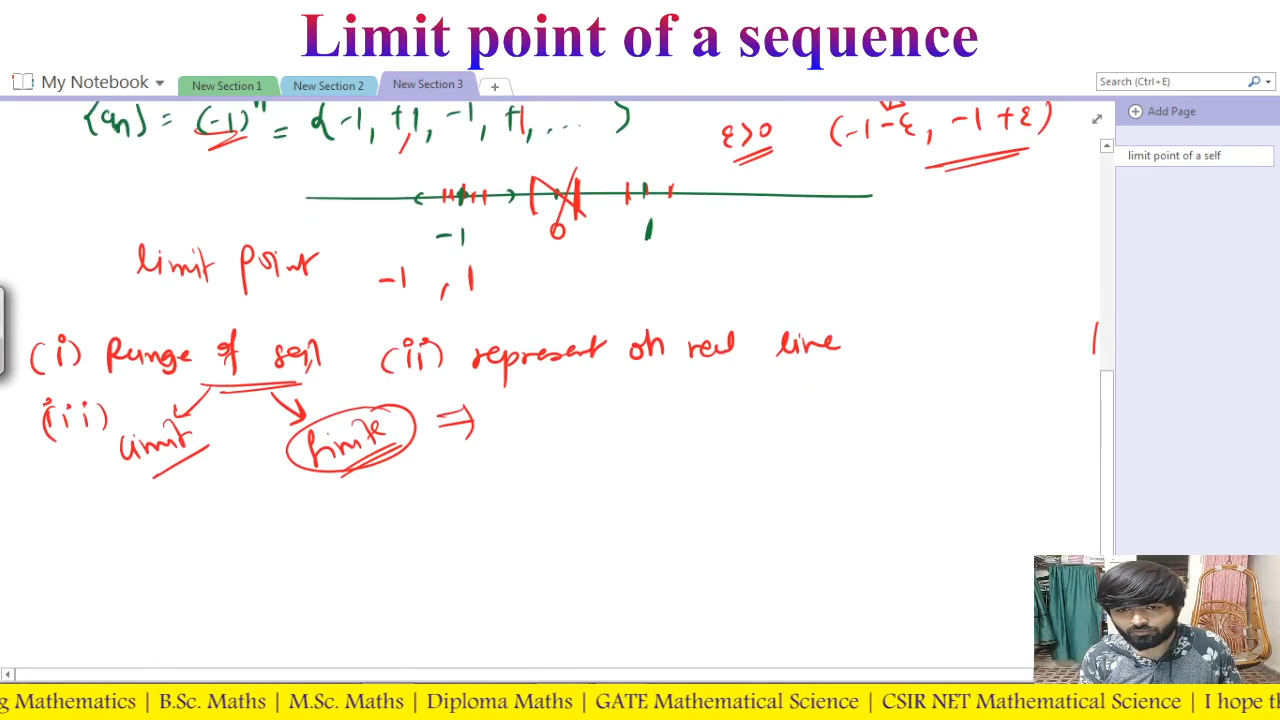 Limit point of a sequence
My Notebook New Section 1 New Section 2 New Section 3 +
Search (Ctrl+E)
Add Page
limit point of a self
{an} = (-1)^n = {-1, +1, -1, +1, ... }
ε>0 (-1-ε, -1+ε)
-1 0 1
limit point -1 , 1
(i) Range of seqn (ii) represent on real line
(iii) limit finite ⇒
g Mathematics | B.Sc. Maths | M.Sc. Maths | Diploma Maths | GATE Mathematical Science | CSIR NET Mathematical Science | I hope th